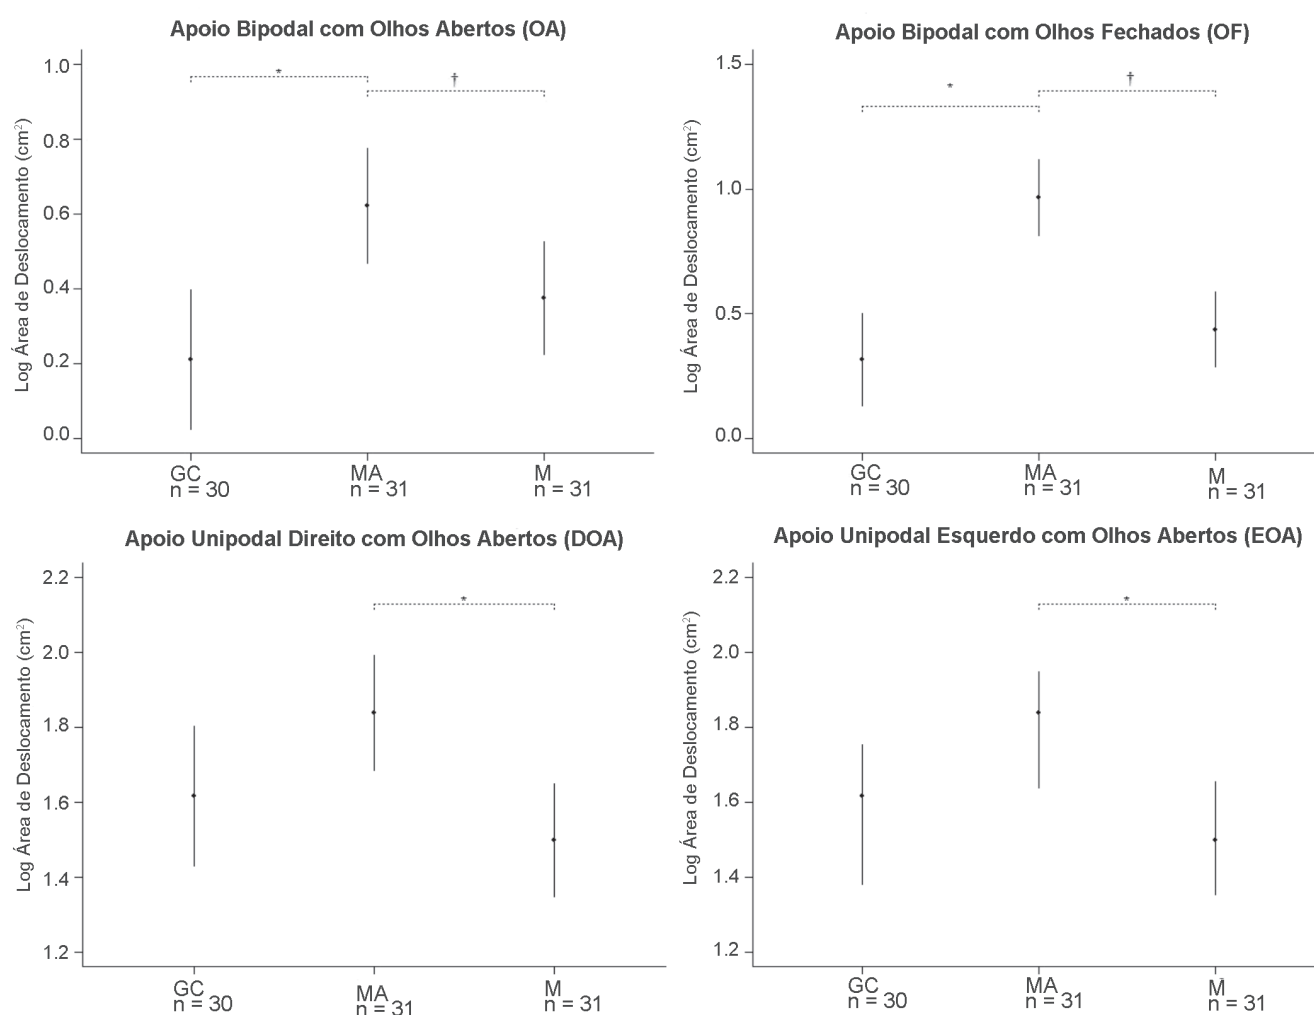 Apoio Bipodal com Olhos Abertos (OA)
Log Área de Deslocamento (cm²)
1.0
0.8
0.6
0.4
0.2
0.0
*
†
GC
n = 30
MA
n = 31
M
n = 31
Apoio Bipodal com Olhos Fechados (OF)
Log Área de Deslocamento (cm²)
1.5
1.0
0.5
0.0
*
†
GC
n = 30
MA
n = 31
M
n = 31
Apoio Unipodal Direito com Olhos Abertos (DOA)
Log Área de Deslocamento (cm²)
2.2
2.0
1.8
1.6
1.4
1.2
*
GC
n = 30
MA
n = 31
M
n = 31
Apoio Unipodal Esquerdo com Olhos Abertos (EOA)
Log Área de Deslocamento (cm²)
2.2
2.0
1.8
1.6
1.4
1.2
*
GC
n = 30
MA
n = 31
M
n = 31